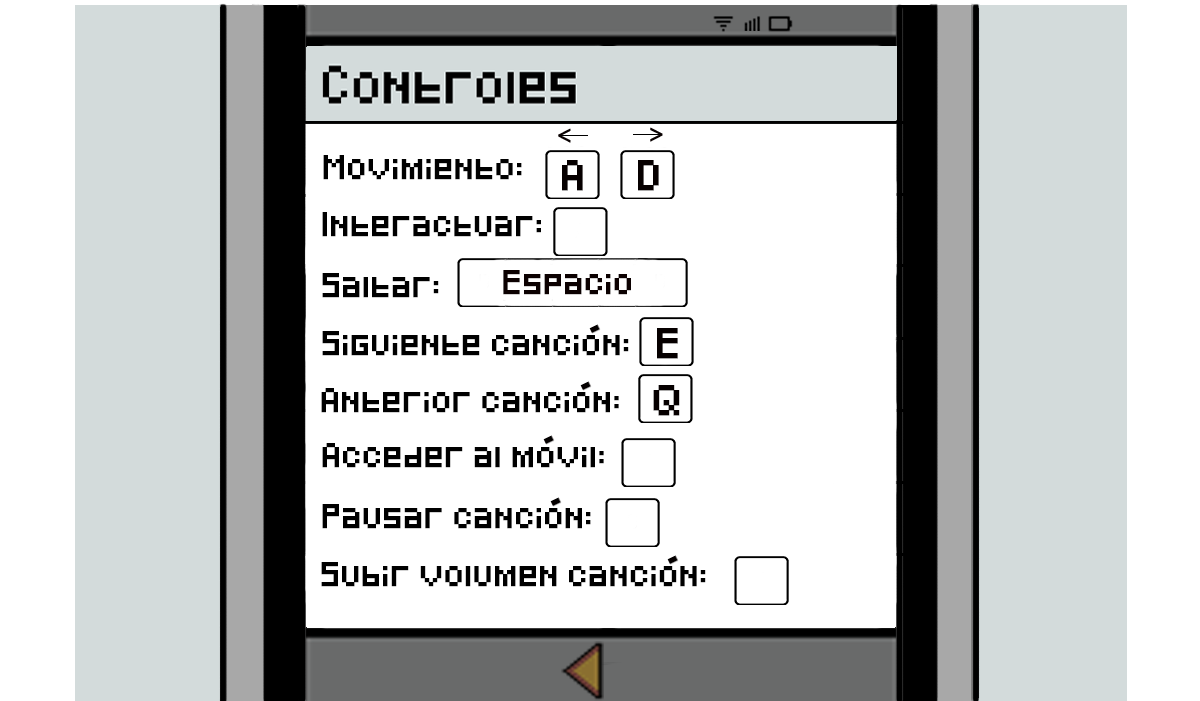 Controles
← →
Movimiento: A D
Interactuar:
Saltar: Espacio
Siguiente canción: E
Anterior canción: Q
Acceder al móvil:
Pausar canción:
Subir volumen canción: